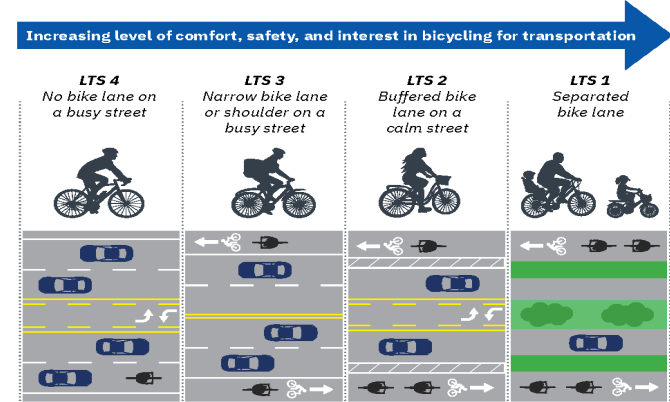 Increasing level of comfort, safety, and interest in bicycling for transportation
LTS 4
No bike lane on
a busy street
LTS 3
Narrow bike lane
or shoulder on a
busy street
LTS 2
Buffered bike
lane on a
calm street
LTS 1
Separated
bike lane